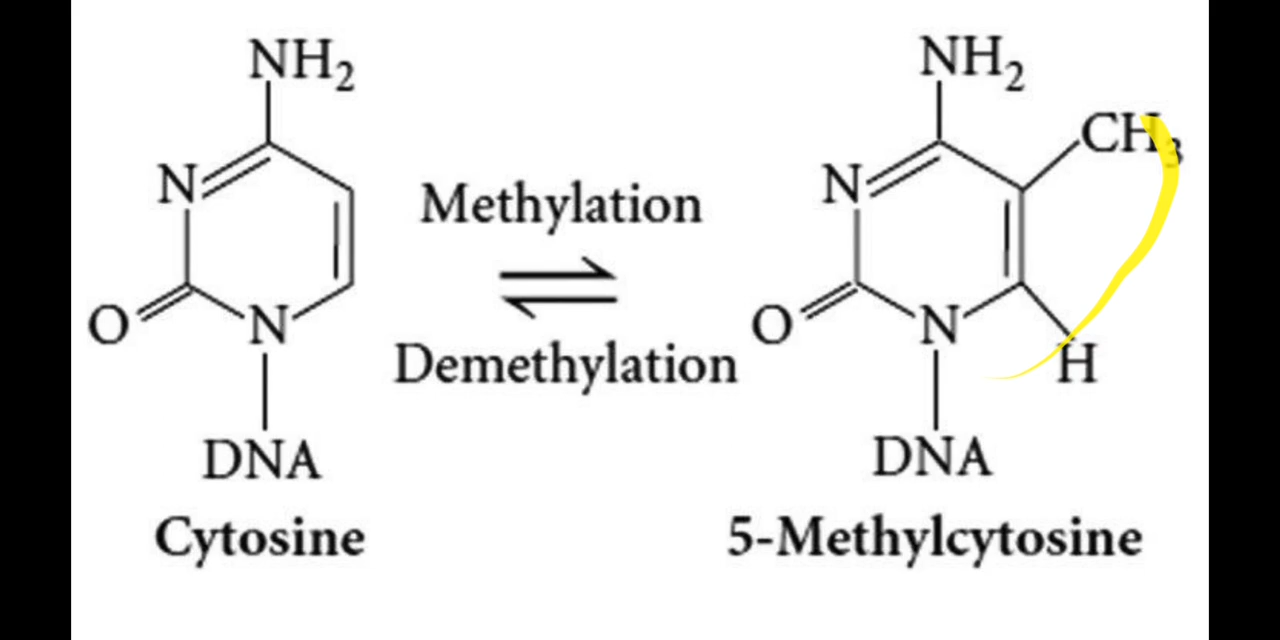 NH₂
N
O
N
DNA
Cytosine
Methylation
Demethylation
NH₂
CH₃
N
O
N
H
DNA
5-Methylcytosine